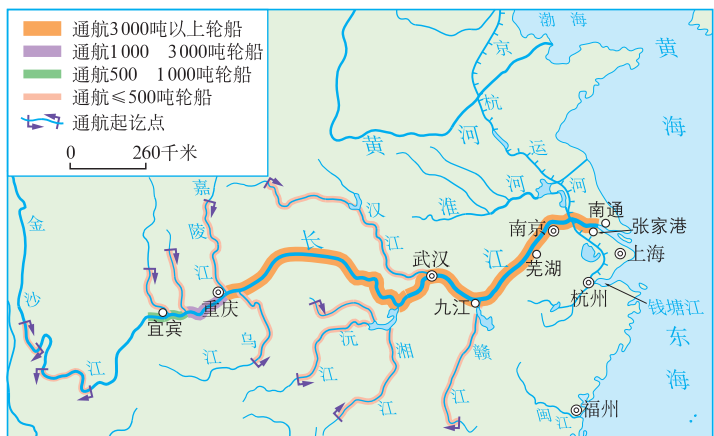 通航3000吨以上轮船
通航1000 3000吨轮船
通航500 1000吨轮船
通航≤500吨轮船
通航起讫点
0 260千米
渤海
黄海
东海
京杭运河
黄河
淮河
长江
金沙江
嘉陵江
汉江
乌江
沅江
湘江
赣江
闽江
钱塘江
南通
张家港
南京
上海
芜湖
杭州
武汉
九江
重庆
宜宾
福州